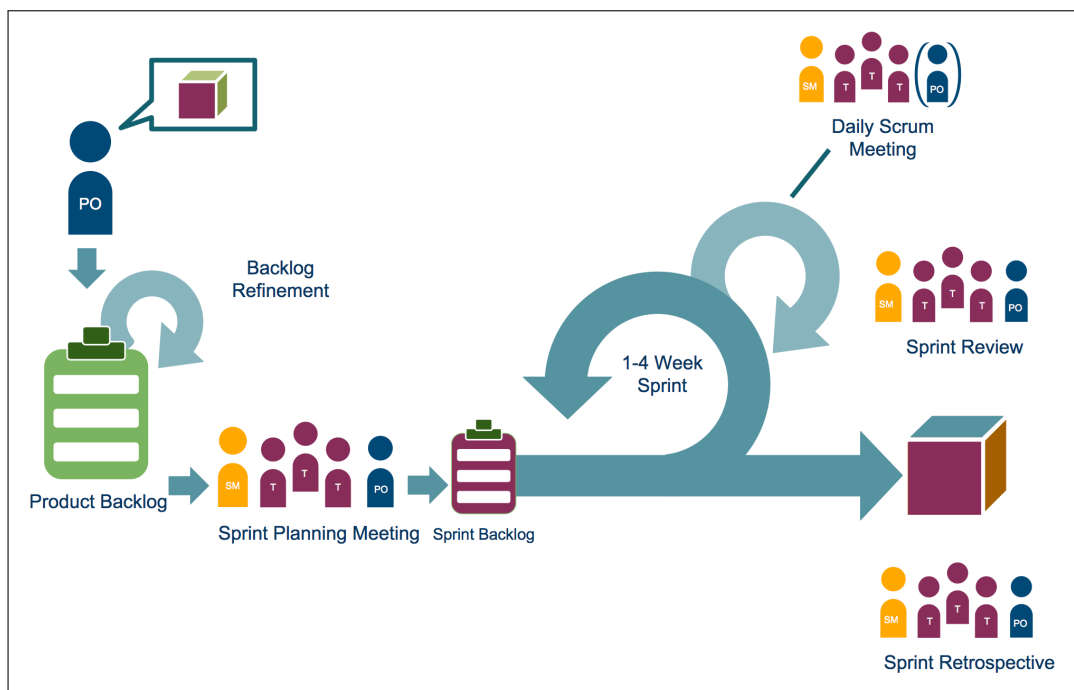 SM
T
T
T
PO
Daily Scrum
Meeting
PO
Backlog
Refinement
SM
T
T
T
PO
Sprint Review
1-4 Week
Sprint
Product Backlog
SM
T
T
T
PO
Sprint Planning Meeting
Sprint Backlog
SM
T
T
T
PO
Sprint Retrospective